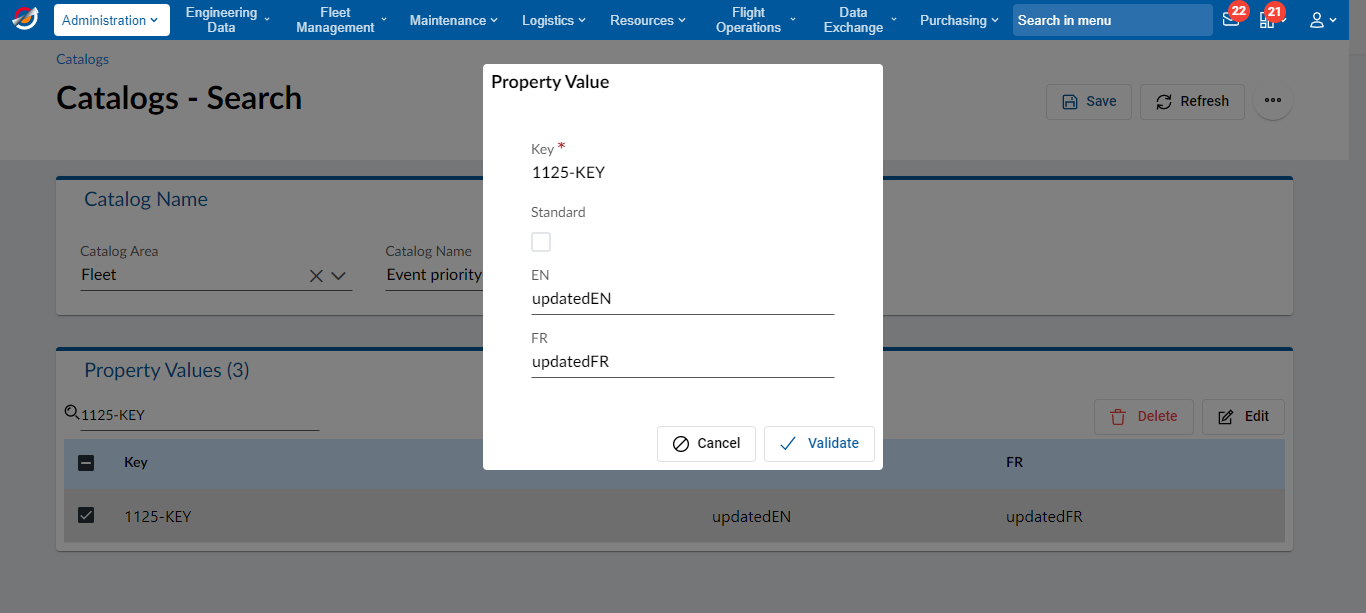 Administration
Engineering
Data
Fleet
Management
Maintenance
Logistics
Resources
Flight
Operations
Data
Exchange
Purchasing
Search in menu
22
21
Catalogs
Catalogs - Search
Save
Refresh
Property Value
Key *
1125-KEY
Standard
EN
updatedEN
FR
updatedFR
Cancel
Validate
Catalog Name
Catalog Area
Fleet
Catalog Name
Event priority
Property Values (3)
1125-KEY
Delete
Edit
Key
FR
1125-KEY
updatedEN
updatedFR